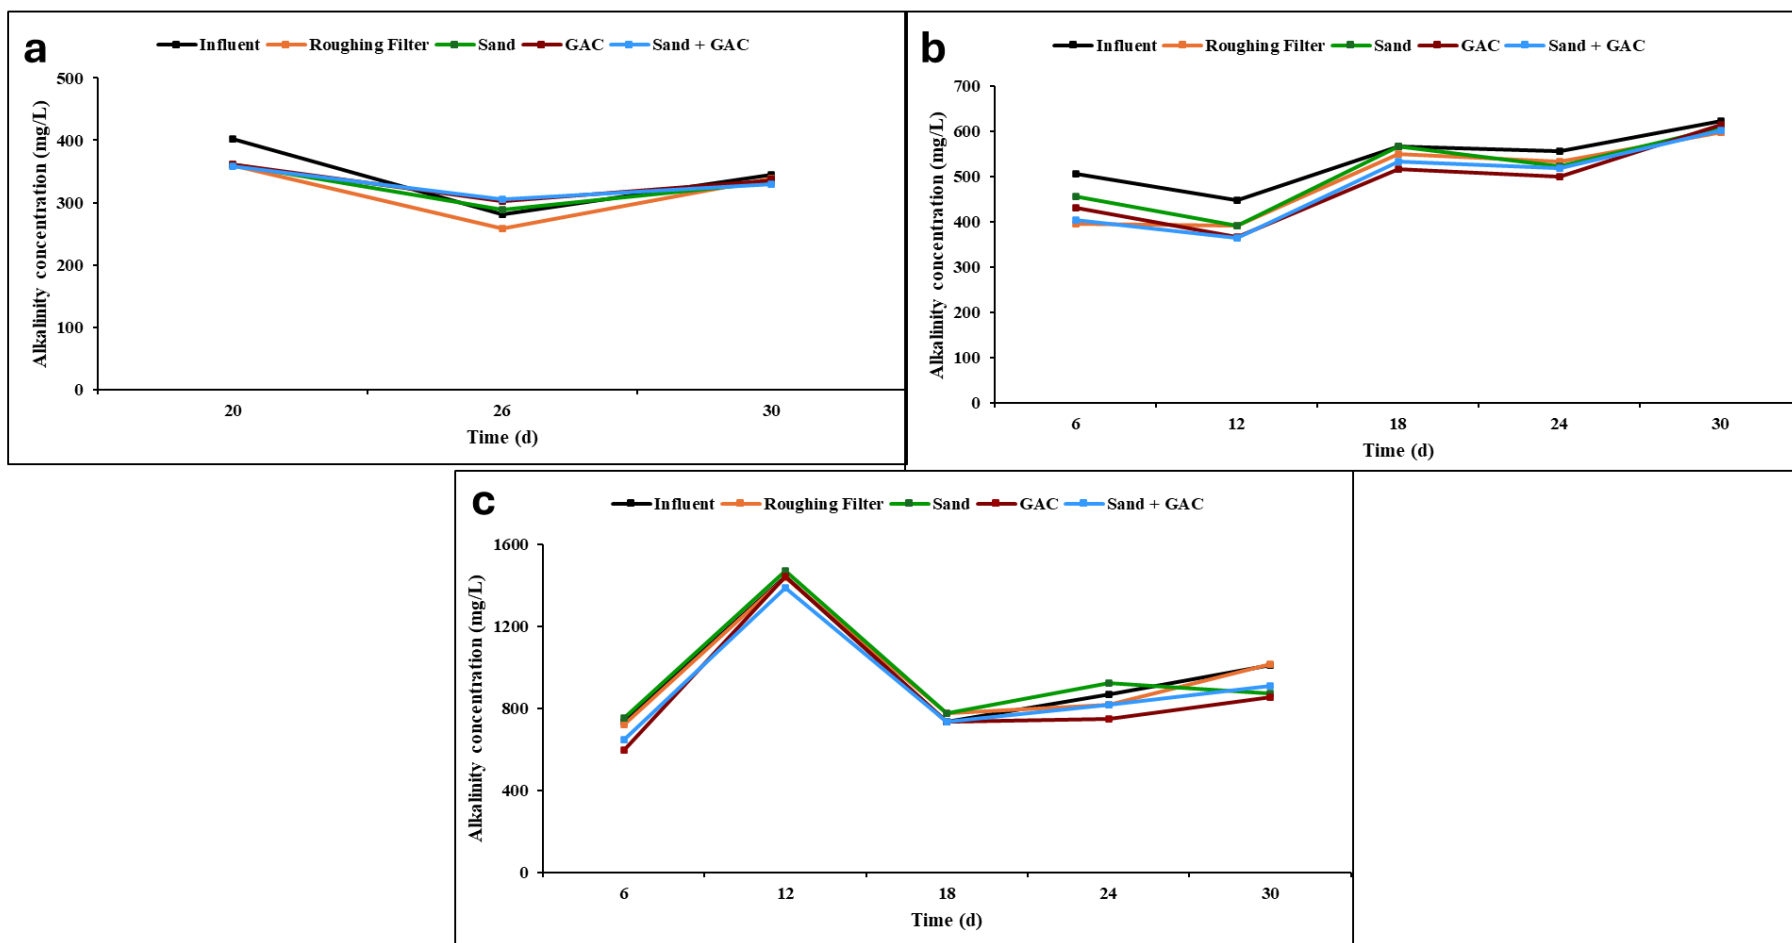 a
Influent Roughing Filter Sand GAC Sand + GAC
Alkalinity concentration (mg/L)
500
400
300
200
100
0
20 26 30
Time (d)
b
Influent Roughing Filter Sand GAC Sand + GAC
Alkalinity concentration (mg/L)
700
600
500
400
300
200
100
0
6 12 18 24 30
Time (d)
c
Influent Roughing Filter Sand GAC Sand + GAC
Alkalinity concentration (mg/L)
1600
1200
800
400
0
6 12 18 24 30
Time (d)